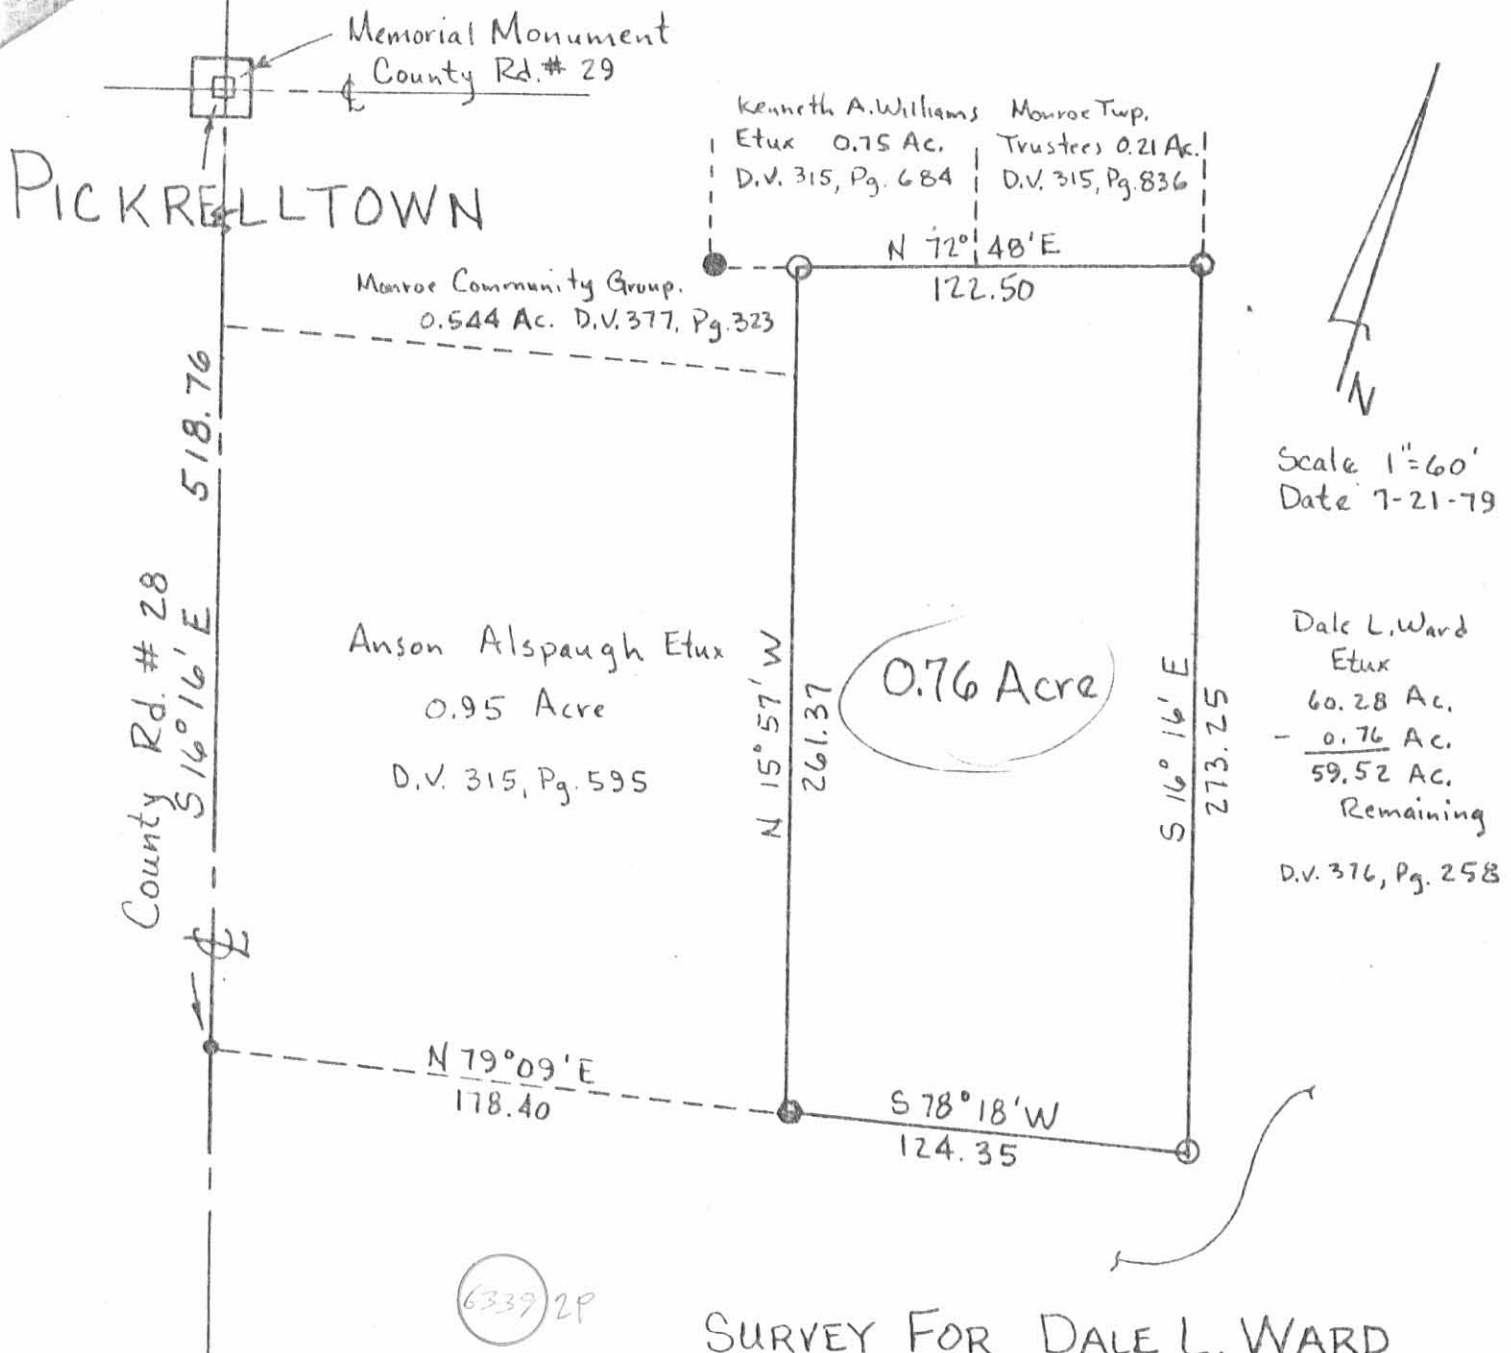 Memorial Monument
County Rd. # 29
℄
PICKRELLTOWN
Kenneth A. Williams
Etux 0.75 Ac.
D.V. 315, Pg. 684
Monroe Twp.
Trustees 0.21 Ac.
D.V. 315, Pg. 836
N 72° 48' E
122.50
Monroe Community Group.
0.544 Ac. D.V. 377, Pg. 323
N
Scale 1"=60'
Date 7-21-79
518.76
S 16° 16' E
County Rd. # 28
℄
Anson Alspaugh Etux
0.95 Acre
D.V. 315, Pg. 595
N 15° 57' W
261.37
0.76 Acre
S 16° 16' E
273.25
Dale L. Ward
Etux
60.28 Ac.
- 0.76 Ac.
59.52 Ac.
Remaining
D.V. 376, Pg. 258
N 79° 09' E
178.40
S 78° 18' W
124.35
6339 2P
SURVEY FOR DALE L. WARD